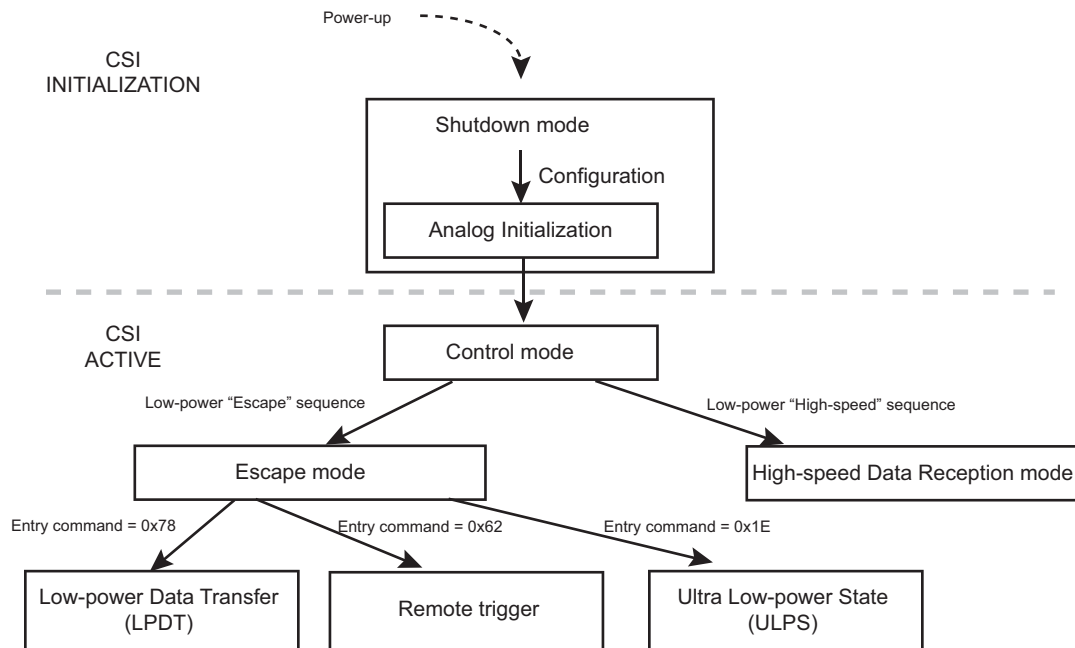 Power-up
CSI
INITIALIZATION
Shutdown mode
Configuration
Analog Initialization
CSI
ACTIVE
Control mode
Low-power “Escape” sequence
Low-power “High-speed” sequence
Escape mode
High-speed Data Reception mode
Entry command = 0x78
Entry command = 0x62
Entry command = 0x1E
Low-power Data Transfer
(LPDT)
Remote trigger
Ultra Low-power State
(ULPS)